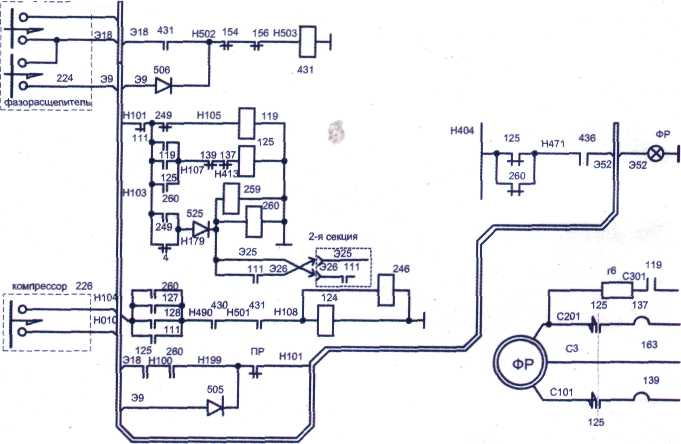 Э18
Э18 431 Н502 154 156 Н503
431
224
Э9 Э9 506
фазорасщепитель
Н101 249 Н105 119
111
119 Н107 139 137 125
Н413
125
Н103 260
259
249 525 260
Н179
4
2-я секция
Э25 Э25
111 Э26 Э26 111
Н404 125 Н471 436 ФР
260 Э52 Э52
компрессор 226
Н104
Н010
260
127
128
111
Н490 430 Н501 431 Н108 124 246
125 260
Э18 Н100 Н199 ПР Н101
Э9 505
r6 С301 119
С201 125 137
ФР С3 163
С101 139
125